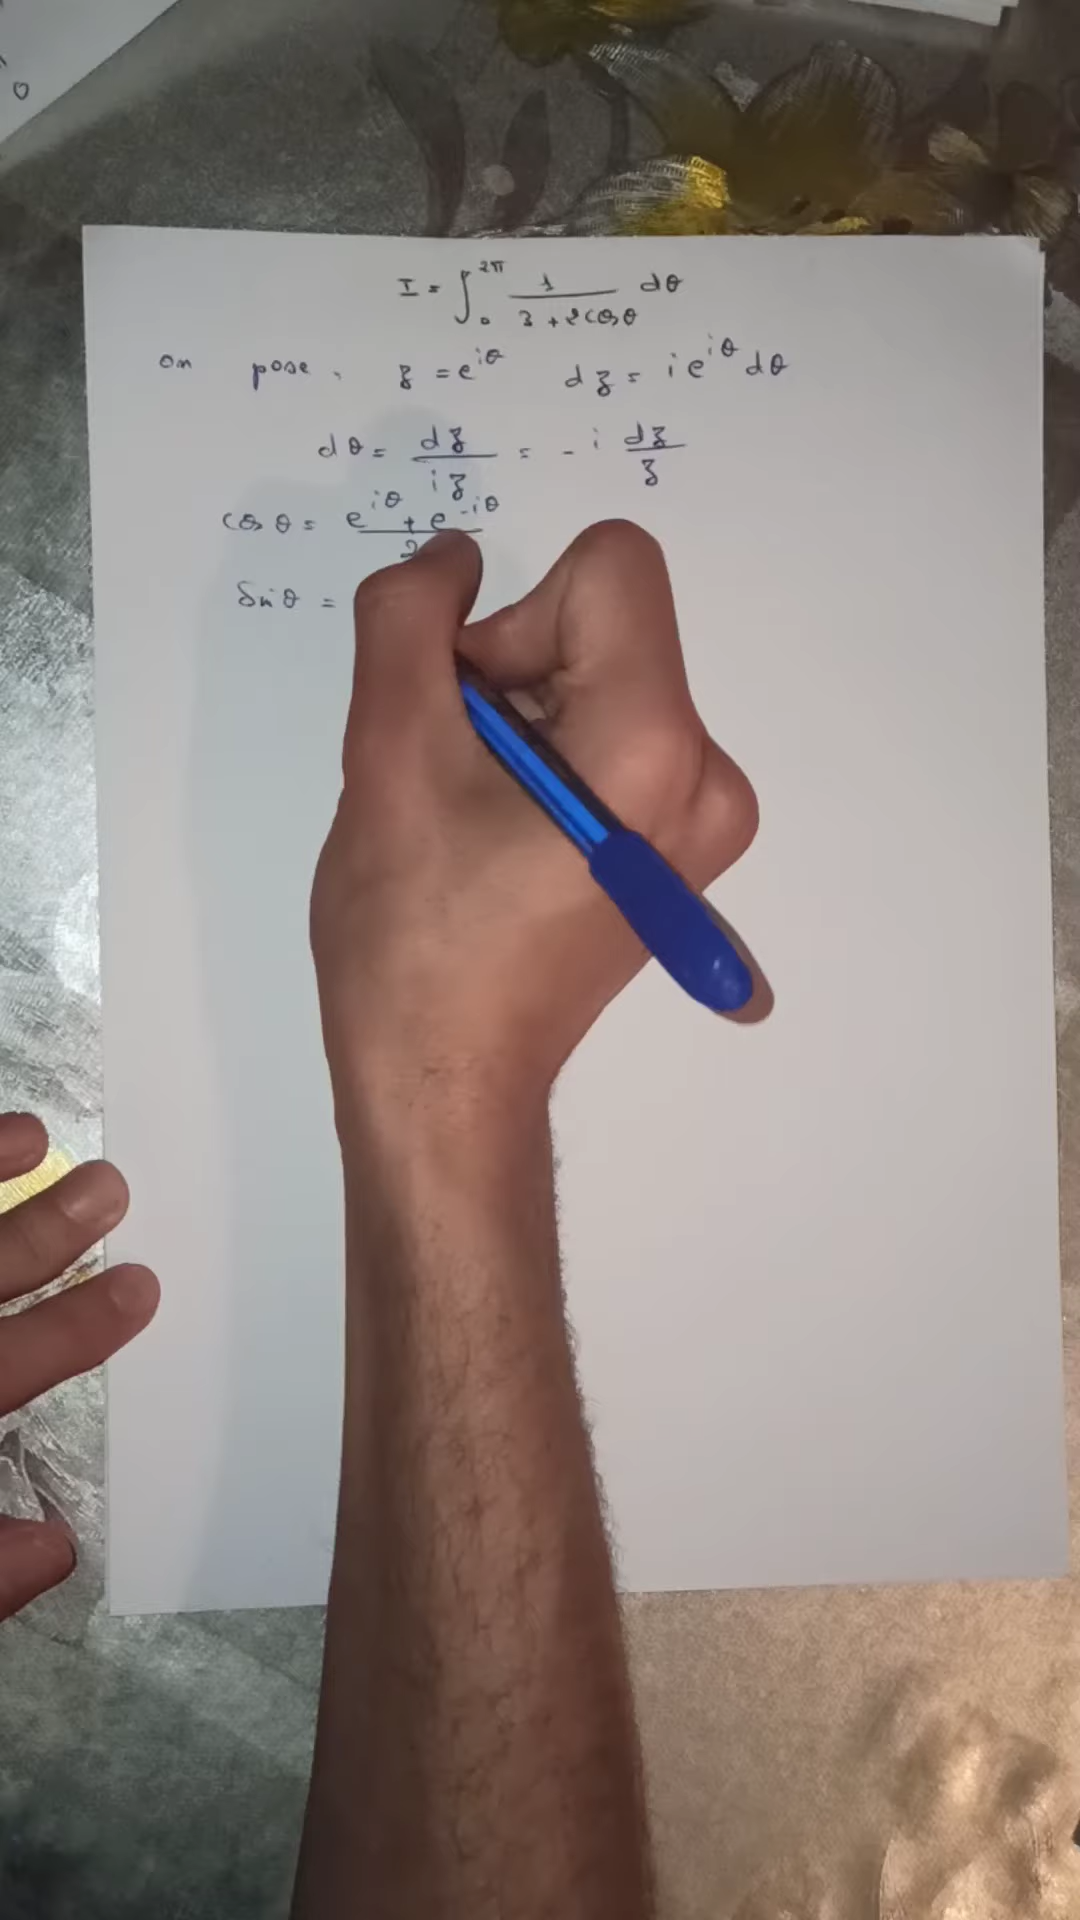 I = ∫₀^2π 1/(3 + 2cosθ) dθ
on pose, z = e^iθ dz = i e^iθ dθ
dθ = dz/(iz) = -i dz/z
cosθ = (e^iθ + e^-iθ)/2
Sinθ =